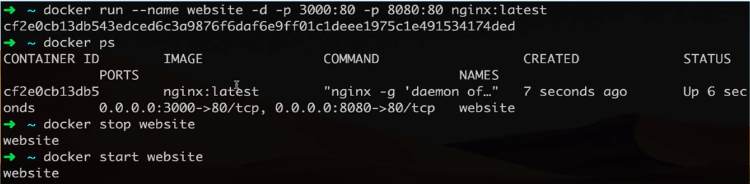 ➜ ~ docker run --name website -d -p 3000:80 -p 8080:80 nginx:latest
cf2e0cb13db543edced6c3a9876f6daf6e9ff01c1deee1975c1e491534174ded
➜ ~ docker ps
CONTAINER ID IMAGE COMMAND CREATED STATUS
PORTS NAMES
cf2e0cb13db5 nginx:latest "nginx -g 'daemon of…" 7 seconds ago Up 6 sec
onds 0.0.0.0:3000->80/tcp, 0.0.0.0:8080->80/tcp website
➜ ~ docker stop website
website
➜ ~ docker start website
website